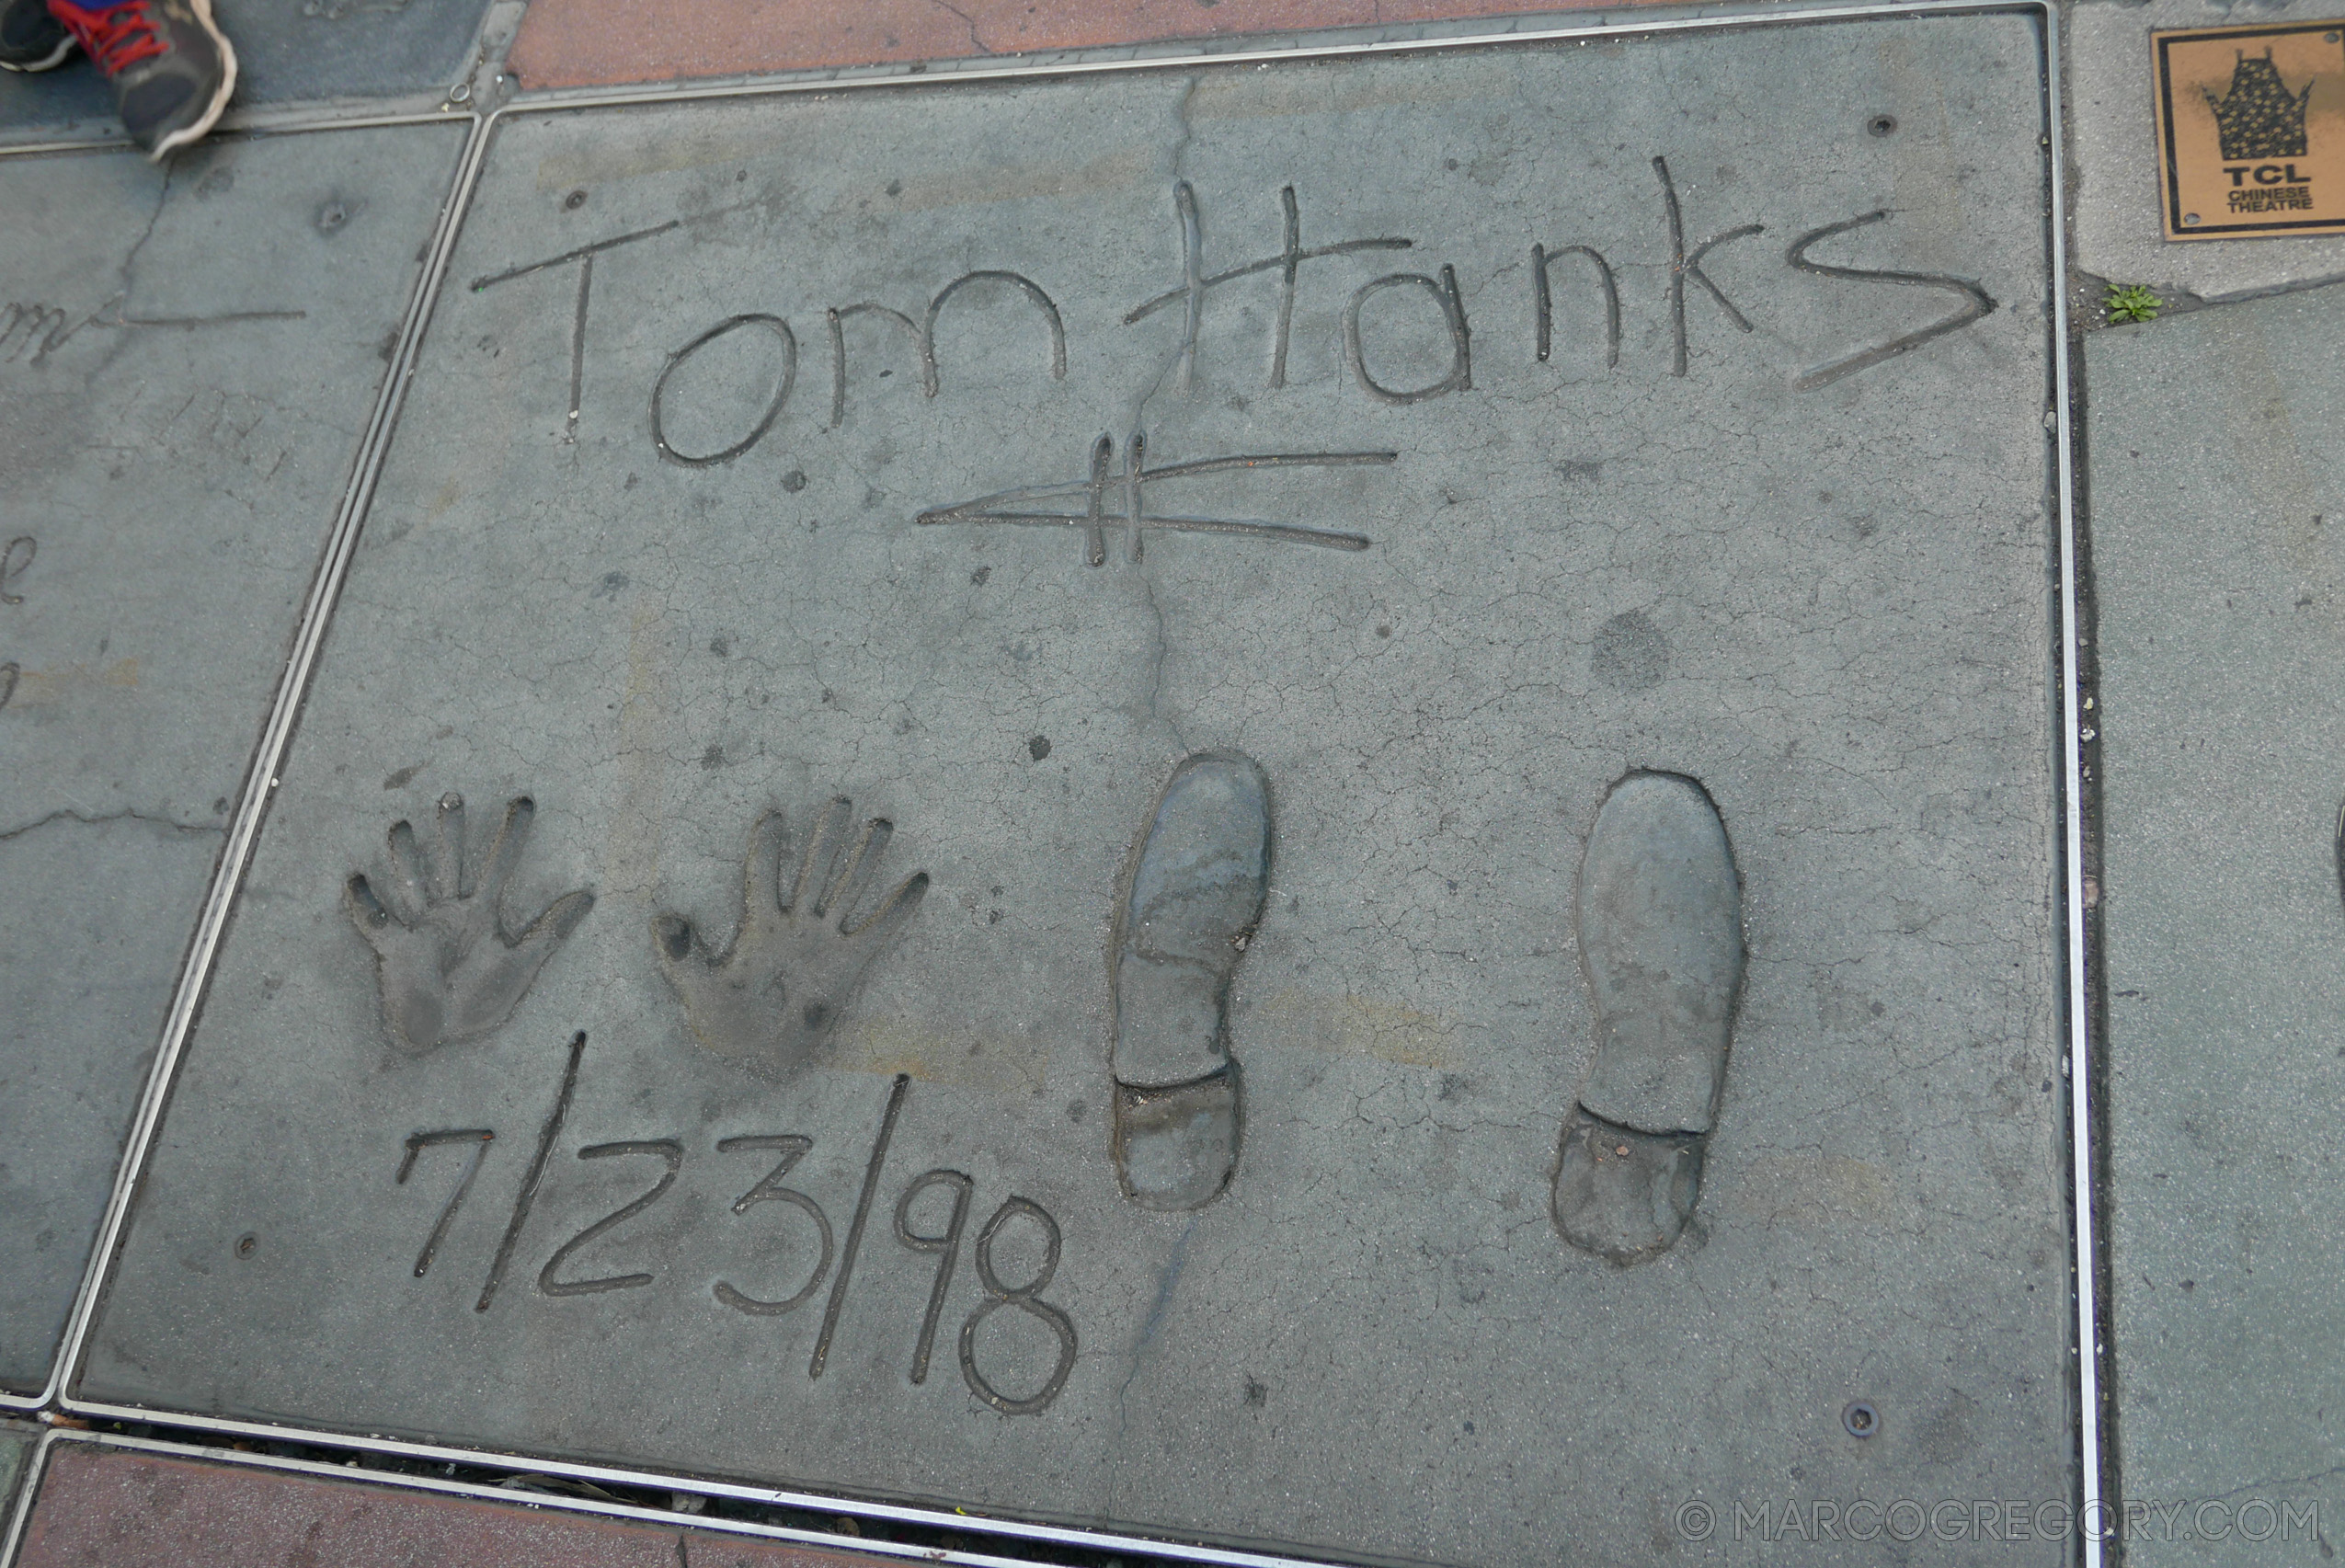 Tom Hanks
7/23/98
TCL
CHINESE
THEATRE
© MARCOGREGORY.COM